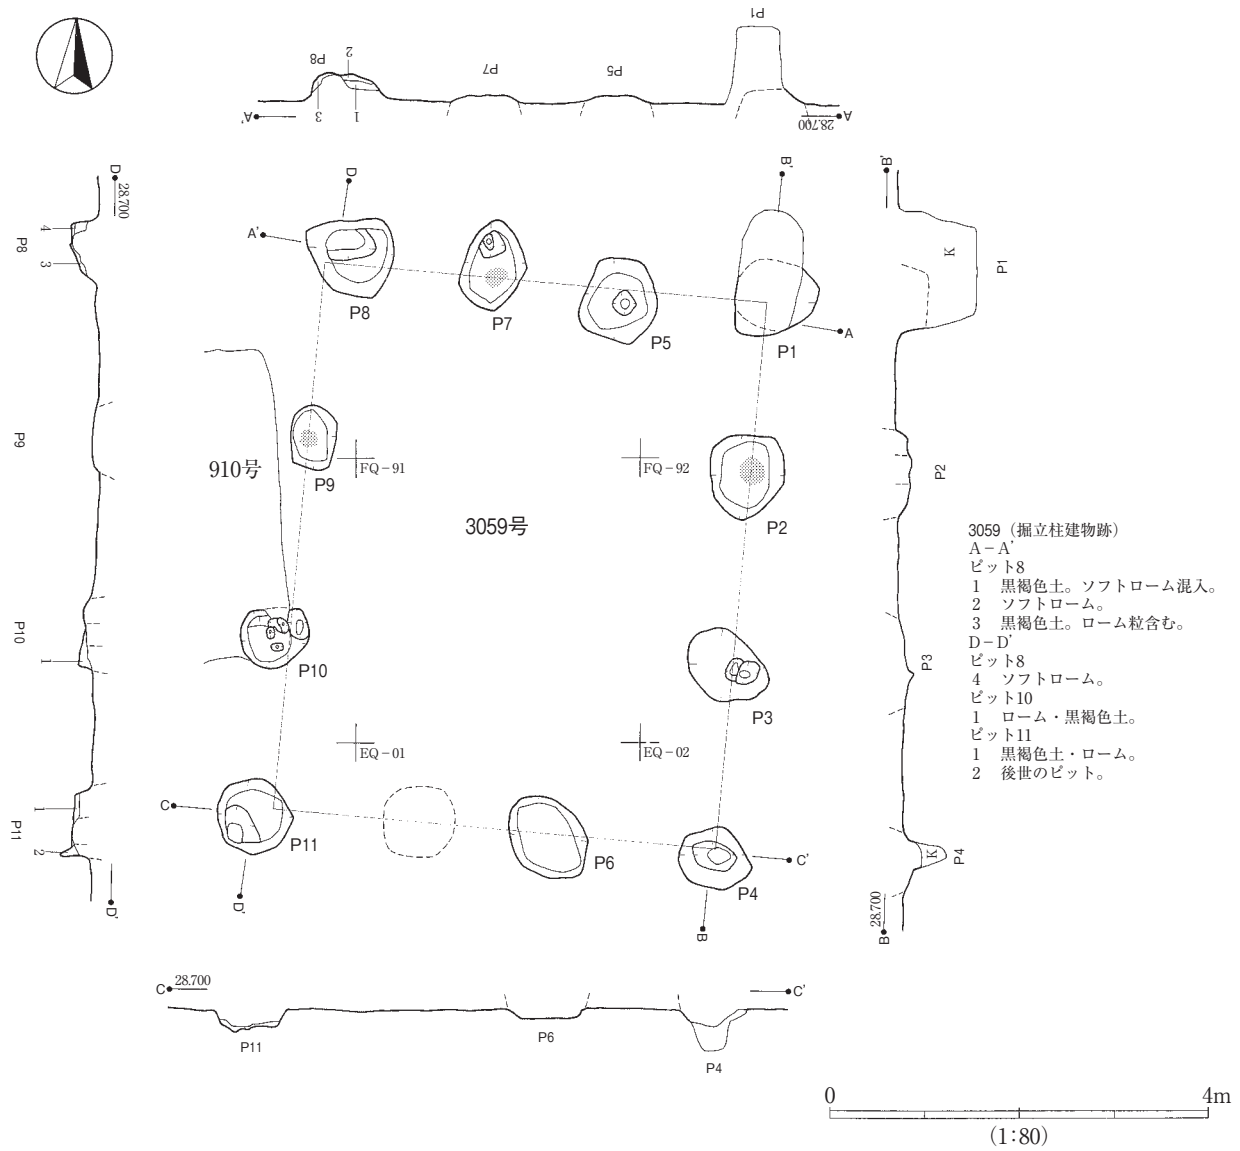 P1
P8
2
P7
P5
3
1
A'
28.700
A
D
28.700
4
P8
3
P9
P10
1
1
P11
2
D'
D
A'
P8
P7
P5
B'
P1
A
910号
P9
FQ-91
FQ-92
P2
3059号
P10
P3
EQ-01
EQ-02
C
P11
P6
P4
C'
D'
B
B'
K
P1
P2
P3
K
P4
28.700
B
3059（掘立柱建物跡）
A-A'
ピット8
1 黒褐色土。ソフトローム混入。
2 ソフトローム。
3 黒褐色土。ローム粒含む。
D-D'
ピット8
4 ソフトローム。
ピット10
1 ローム・黒褐色土。
ピット11
1 黒褐色土・ローム。
2 後世のピット。
C 28.700
C'
P11
P6
P4
0 4m
(1:80)